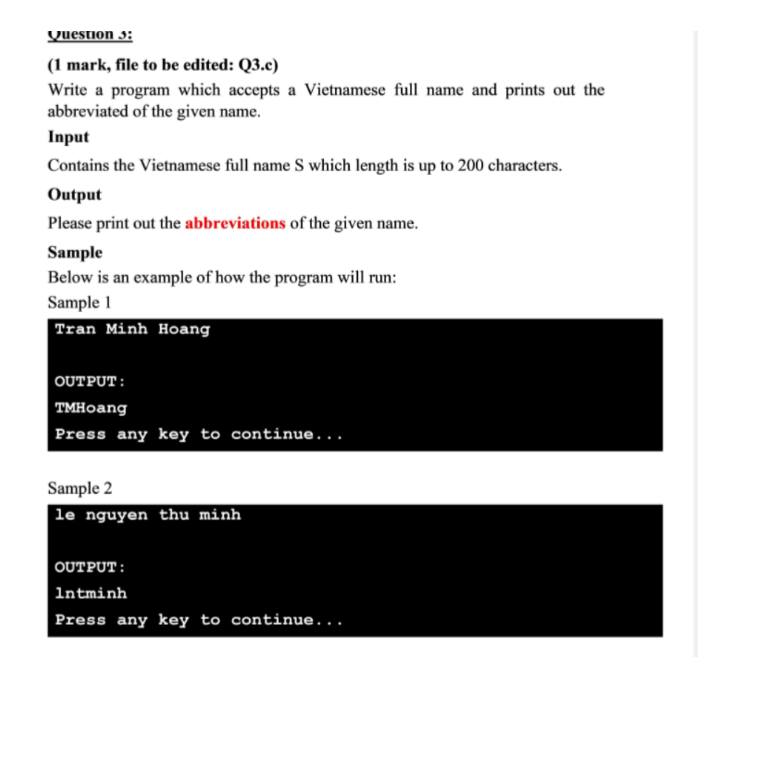 Question 3:
(1 mark, file to be edited: Q3.c)
Write a program which accepts a Vietnamese full name and prints out the
abbreviated of the given name.
Input
Contains the Vietnamese full name S which length is up to 200 characters.
Output
Please print out the abbreviations of the given name.
Sample
Below is an example of how the program will run:
Sample 1
Tran Minh Hoang
OUTPUT:
TMHoang
Press any key to continue...
Sample 2
le nguyen thu minh
OUTPUT:
lntminh
Press any key to continue...